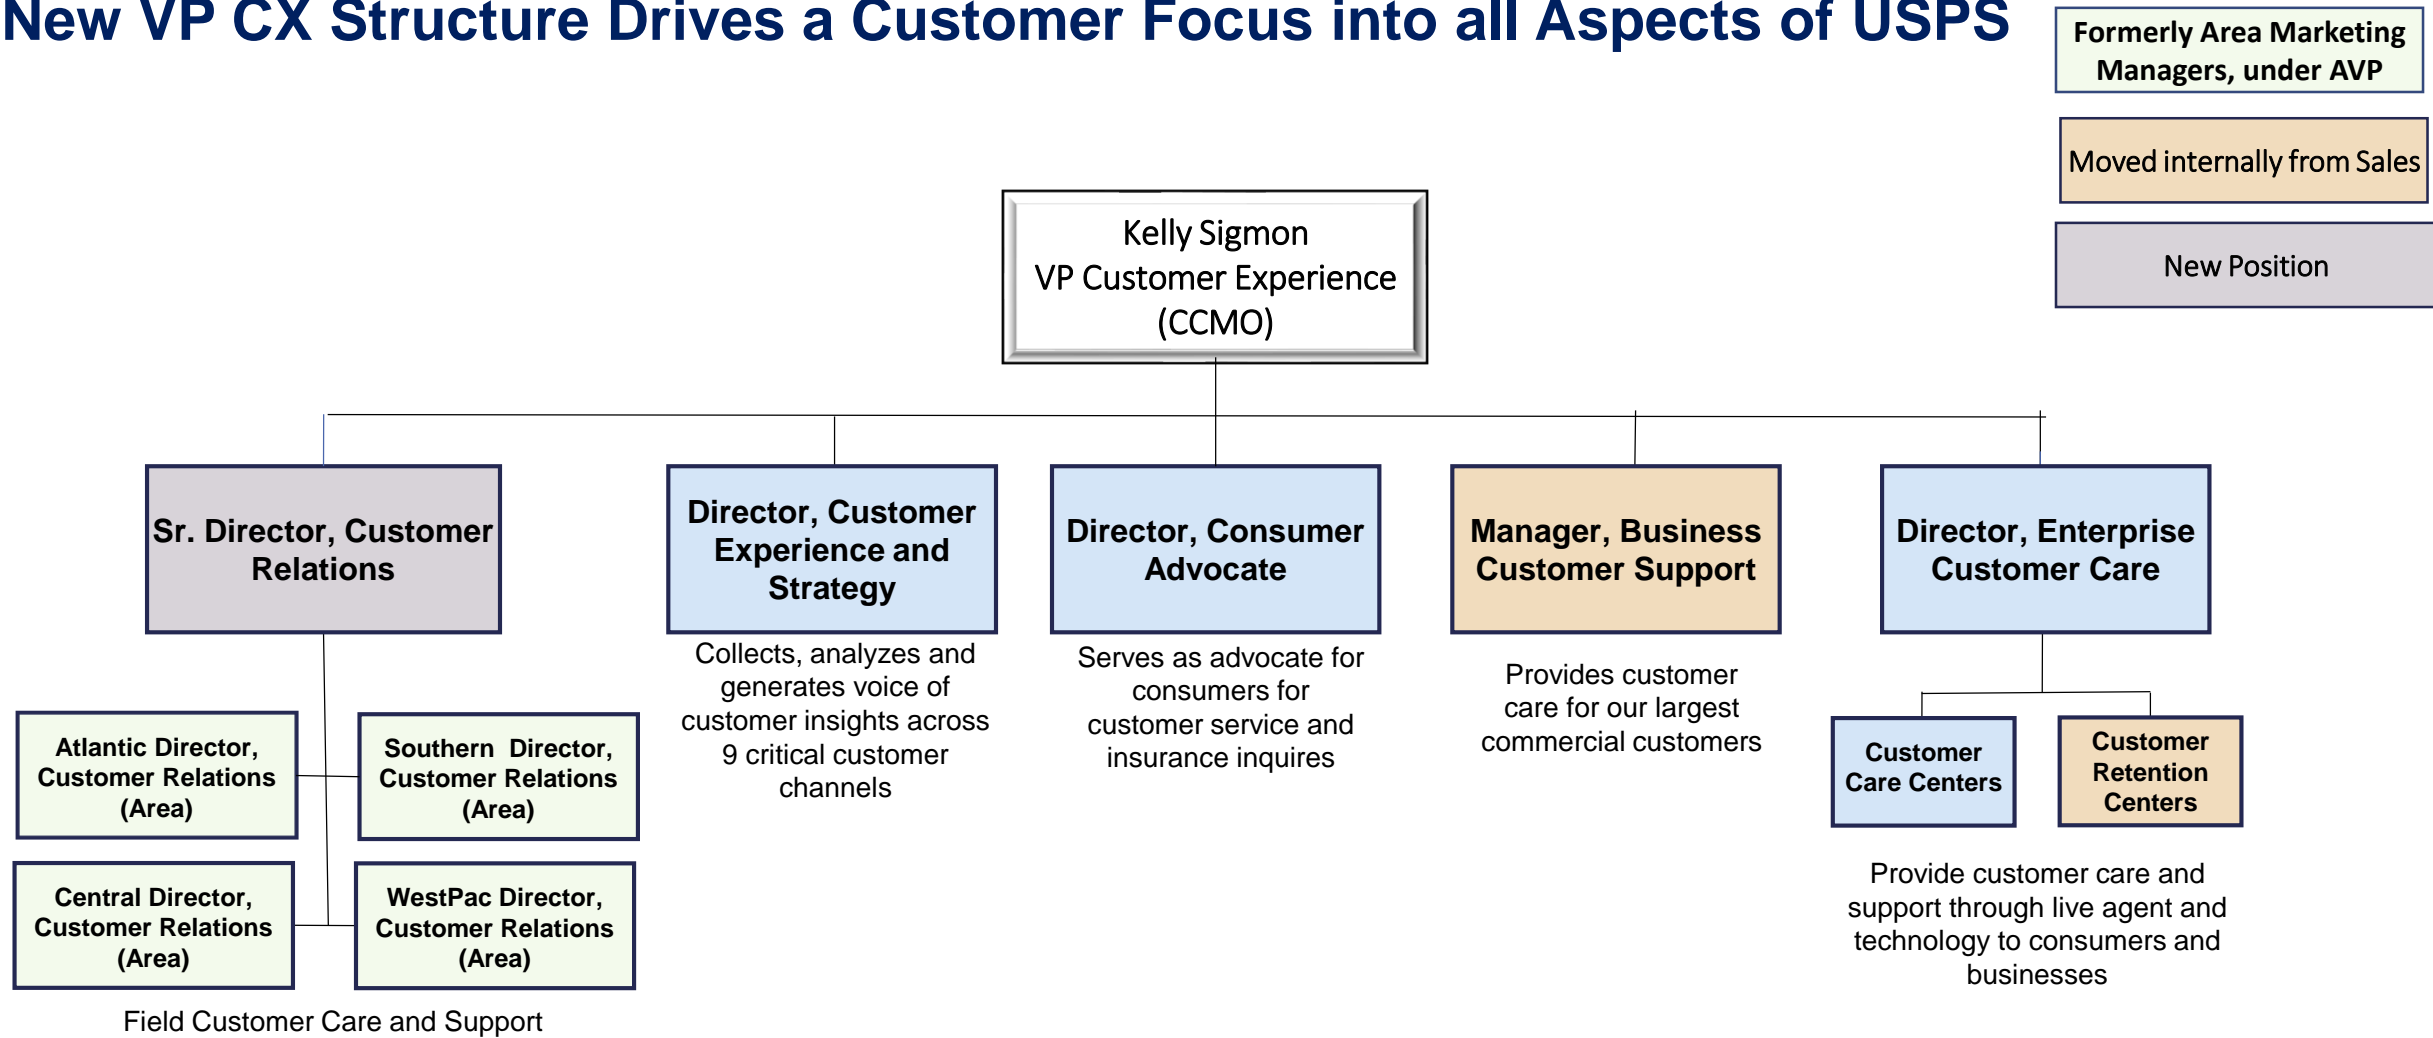 New VP CX Structure Drives a Customer Focus into all Aspects of USPS
Formerly Area Marketing
Managers, under AVP
Moved internally from Sales
New Position
Kelly Sigmon
VP Customer Experience
(CCMO)
Sr. Director, Customer
Relations
Director, Customer
Experience and
Strategy
Director, Consumer
Advocate
Manager, Business
Customer Support
Director, Enterprise
Customer Care
Collects, analyzes and
generates voice of
customer insights across
9 critical customer
channels
Serves as advocate for
consumers for
customer service and
insurance inquires
Provides customer
care for our largest
commercial customers
Atlantic Director,
Customer Relations
(Area)
Southern  Director,
Customer Relations
(Area)
Central Director,
Customer Relations
(Area)
WestPac Director,
Customer Relations
(Area)
Field Customer Care and Support
Customer
Care Centers
Customer
Retention
Centers
Provide customer care and
support through live agent and
technology to consumers and
businesses